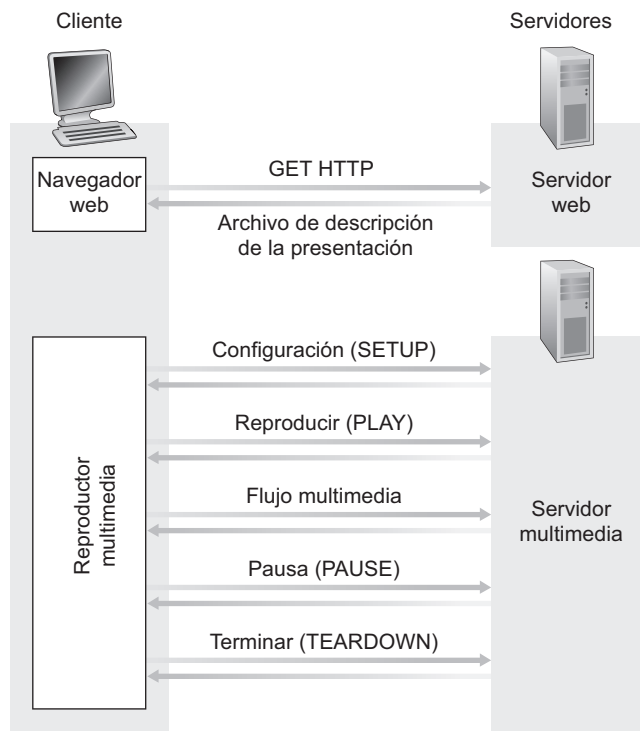 Cliente
Servidores
Navegador
web
GET HTTP
Archivo de descripción
de la presentación
Servidor
web
Configuración (SETUP)
Reproducir (PLAY)
Flujo multimedia
Pausa (PAUSE)
Terminar (TEARDOWN)
Reproductor
multimedia
Servidor
multimedia